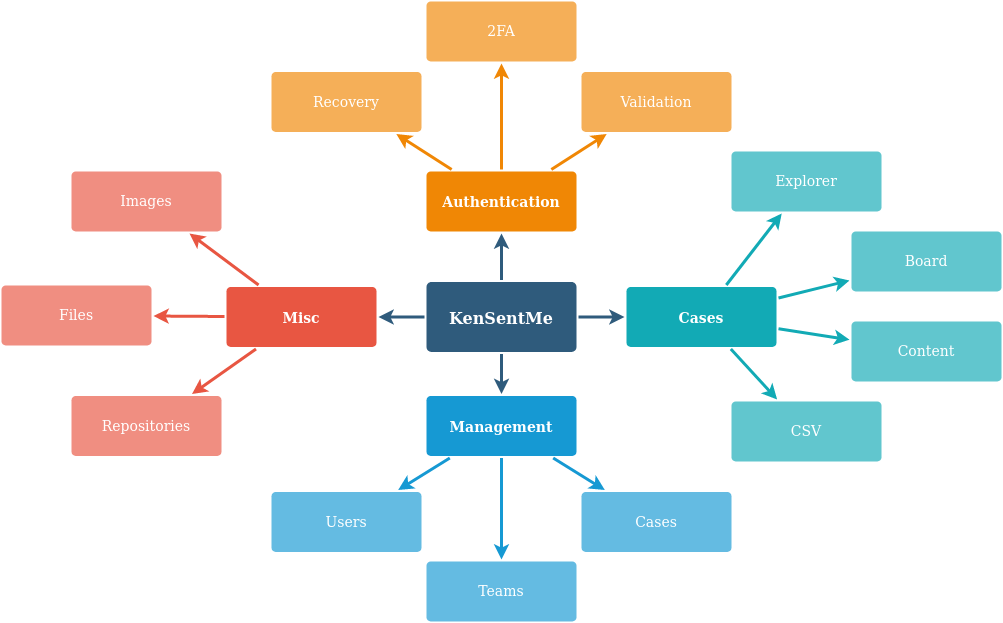 2FA
Recovery
Validation
Explorer
Images
Authentication
Board
Files
Misc
KenSentMe
Cases
Content
Repositories
Management
CSV
Users
Cases
Teams